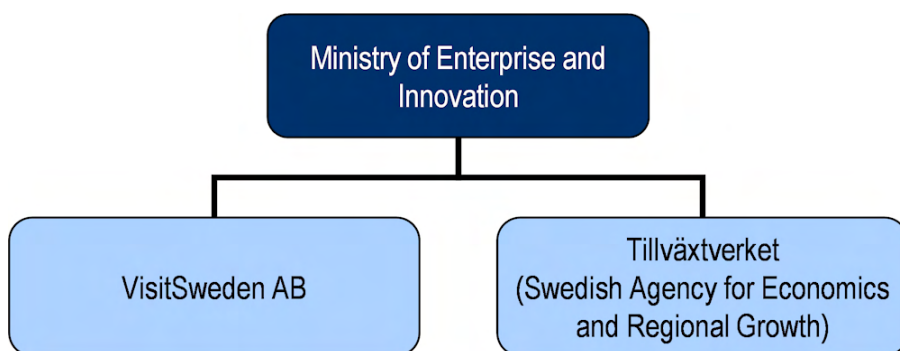 Ministry of Enterprise and
Innovation
VisitSweden AB
Tillväxtverket
(Swedish Agency for Economics
and Regional Growth)